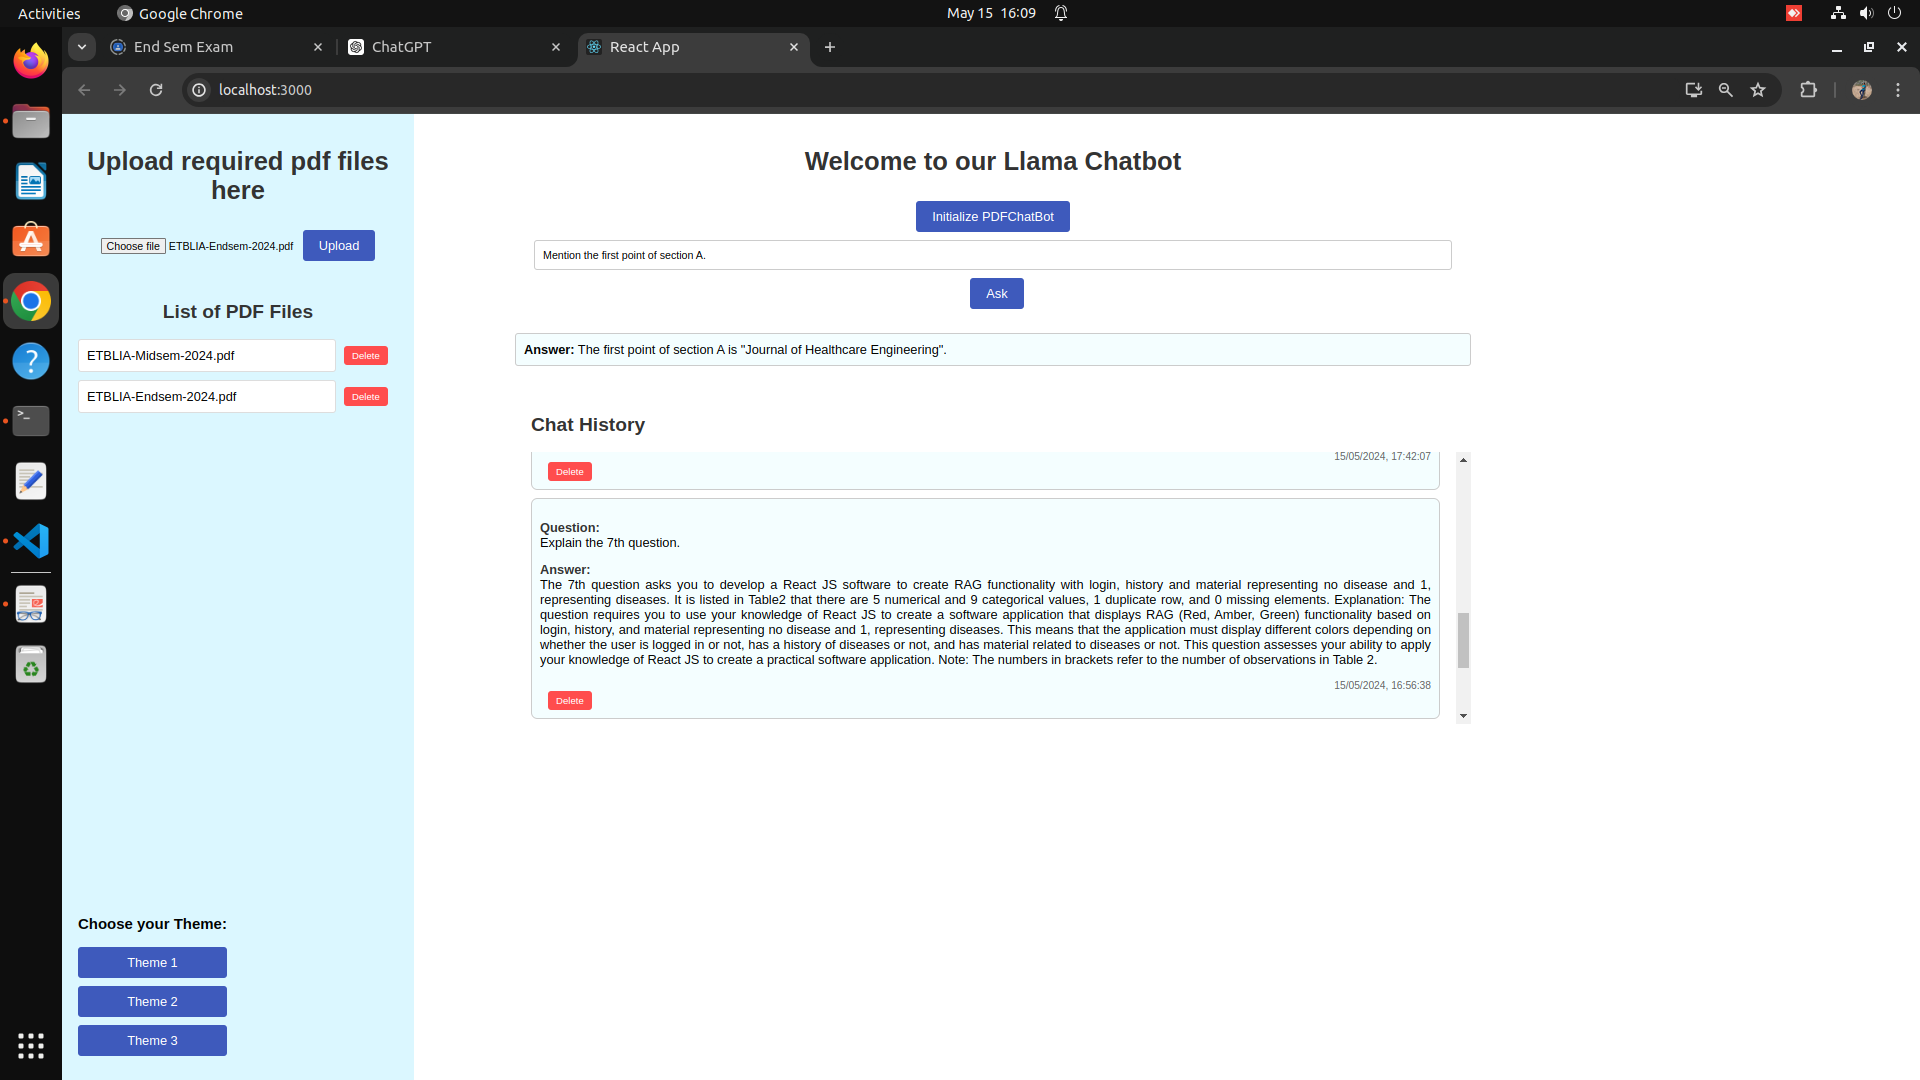 Activities
Google Chrome
May 15 16:09
End Sem Exam
ChatGPT
React App
localhost:3000
Upload required pdf files
here
Choose file ETBLIA-Endsem-2024.pdf
Upload
List of PDF Files
ETBLIA-Midsem-2024.pdf
Delete
ETBLIA-Endsem-2024.pdf
Delete
Choose your Theme:
Theme 1
Theme 2
Theme 3
Welcome to our Llama Chatbot
Initialize PDFChatBot
Mention the first point of section A.
Ask
Answer: The first point of section A is "Journal of Healthcare Engineering".
Chat History
15/05/2024, 17:42:07
Delete
Question:
Explain the 7th question.
Answer:
The 7th question asks you to develop a React JS software to create RAG functionality with login, history and material representing no disease and 1,
representing diseases. It is listed in Table2 that there are 5 numerical and 9 categorical values, 1 duplicate row, and 0 missing elements. Explanation: The
question requires you to use your knowledge of React JS to create a software application that displays RAG (Red, Amber, Green) functionality based on
login, history, and material representing no disease and 1, representing diseases. This means that the application must display different colors depending on
whether the user is logged in or not, has a history of diseases or not, and has material related to diseases or not. This question assesses your ability to apply
your knowledge of React JS to create a practical software application. Note: The numbers in brackets refer to the number of observations in Table 2.
15/05/2024, 16:56:38
Delete